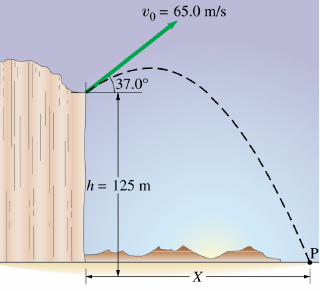 v₀ = 65.0 m/s
37.0°
h = 125 m
P
X